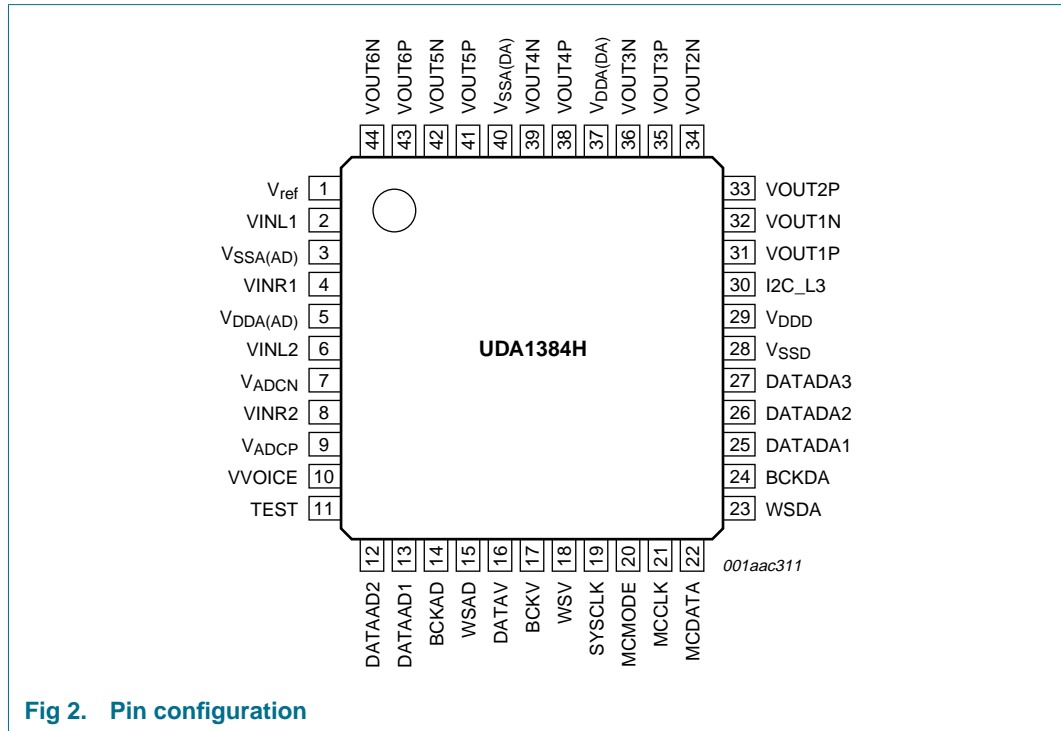 VOUT6N
VOUT6P
VOUT5N
VOUT5P
VSSA(DA)
VOUT4N
VOUT4P
VDDA(DA)
VOUT3N
VOUT3P
VOUT2N
44
43
42
41
40
39
38
37
36
35
34
Vref 1
VINL1 2
VSSA(AD) 3
VINR1 4
VDDA(AD) 5
VINL2 6
VADCN 7
VINR2 8
VADCP 9
VVOICE 10
TEST 11
UDA1384H
33 VOUT2P
32 VOUT1N
31 VOUT1P
30 I2C_L3
29 VDDD
28 VSSD
27 DATADA3
26 DATADA2
25 DATADA1
24 BCKDA
23 WSDA
12
13
14
15
16
17
18
19
20
21
22
DATAAD2
DATAAD1
BCKAD
WSAD
DATAV
BCKV
WSV
SYSCLK
MCMODE
MCCLK
MCDATA
001aac311
Fig 2. Pin configuration